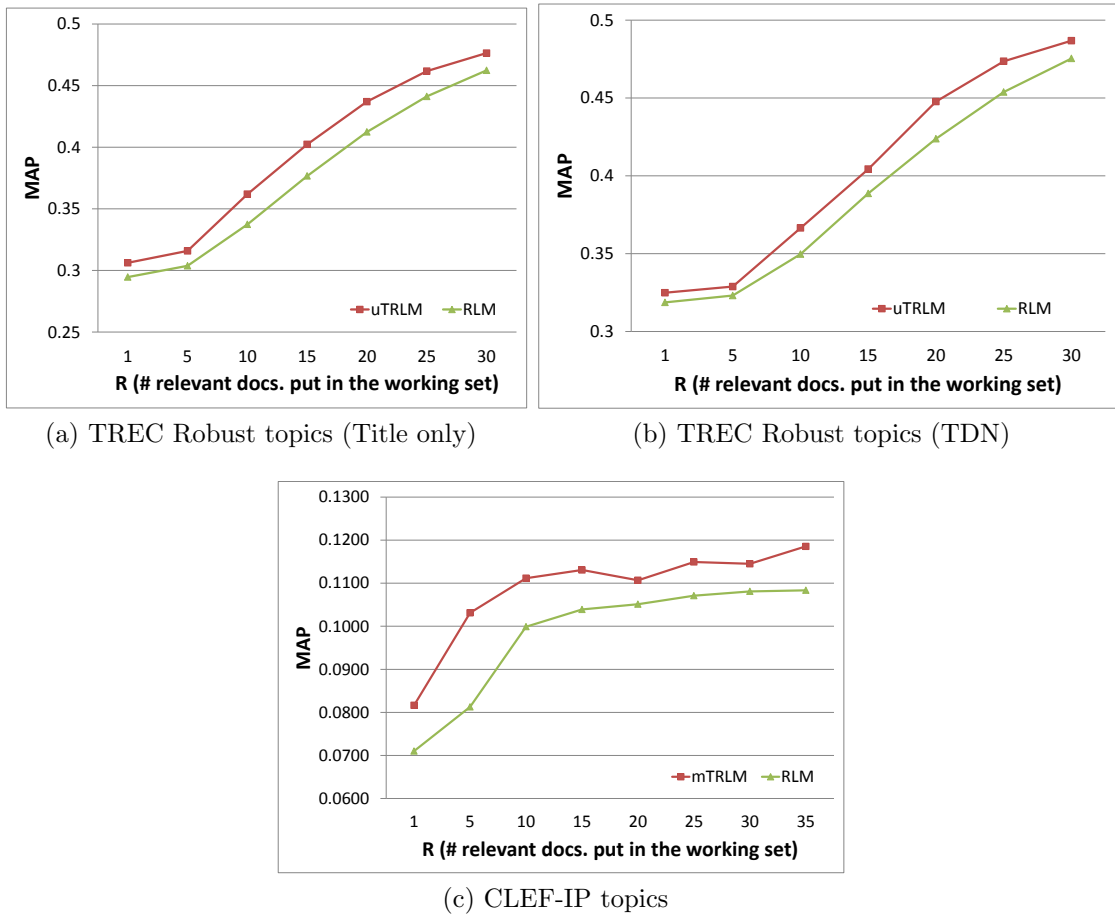 0.5
0.45
0.4
0.35
0.3
0.25
MAP
uTRLM RLM
1 5 10 15 20 25 30
R (# relevant docs. put in the working set)
(a) TREC Robust topics (Title only)
0.5
0.45
0.4
0.35
0.3
MAP
uTRLM RLM
1 5 10 15 20 25 30
R (# relevant docs. put in the working set)
(b) TREC Robust topics (TDN)
0.1300
0.1200
0.1100
0.1000
0.0900
0.0800
0.0700
0.0600
MAP
mTRLM RLM
1 5 10 15 20 25 30 35
R (# relevant docs. put in the working set)
(c) CLEF-IP topics